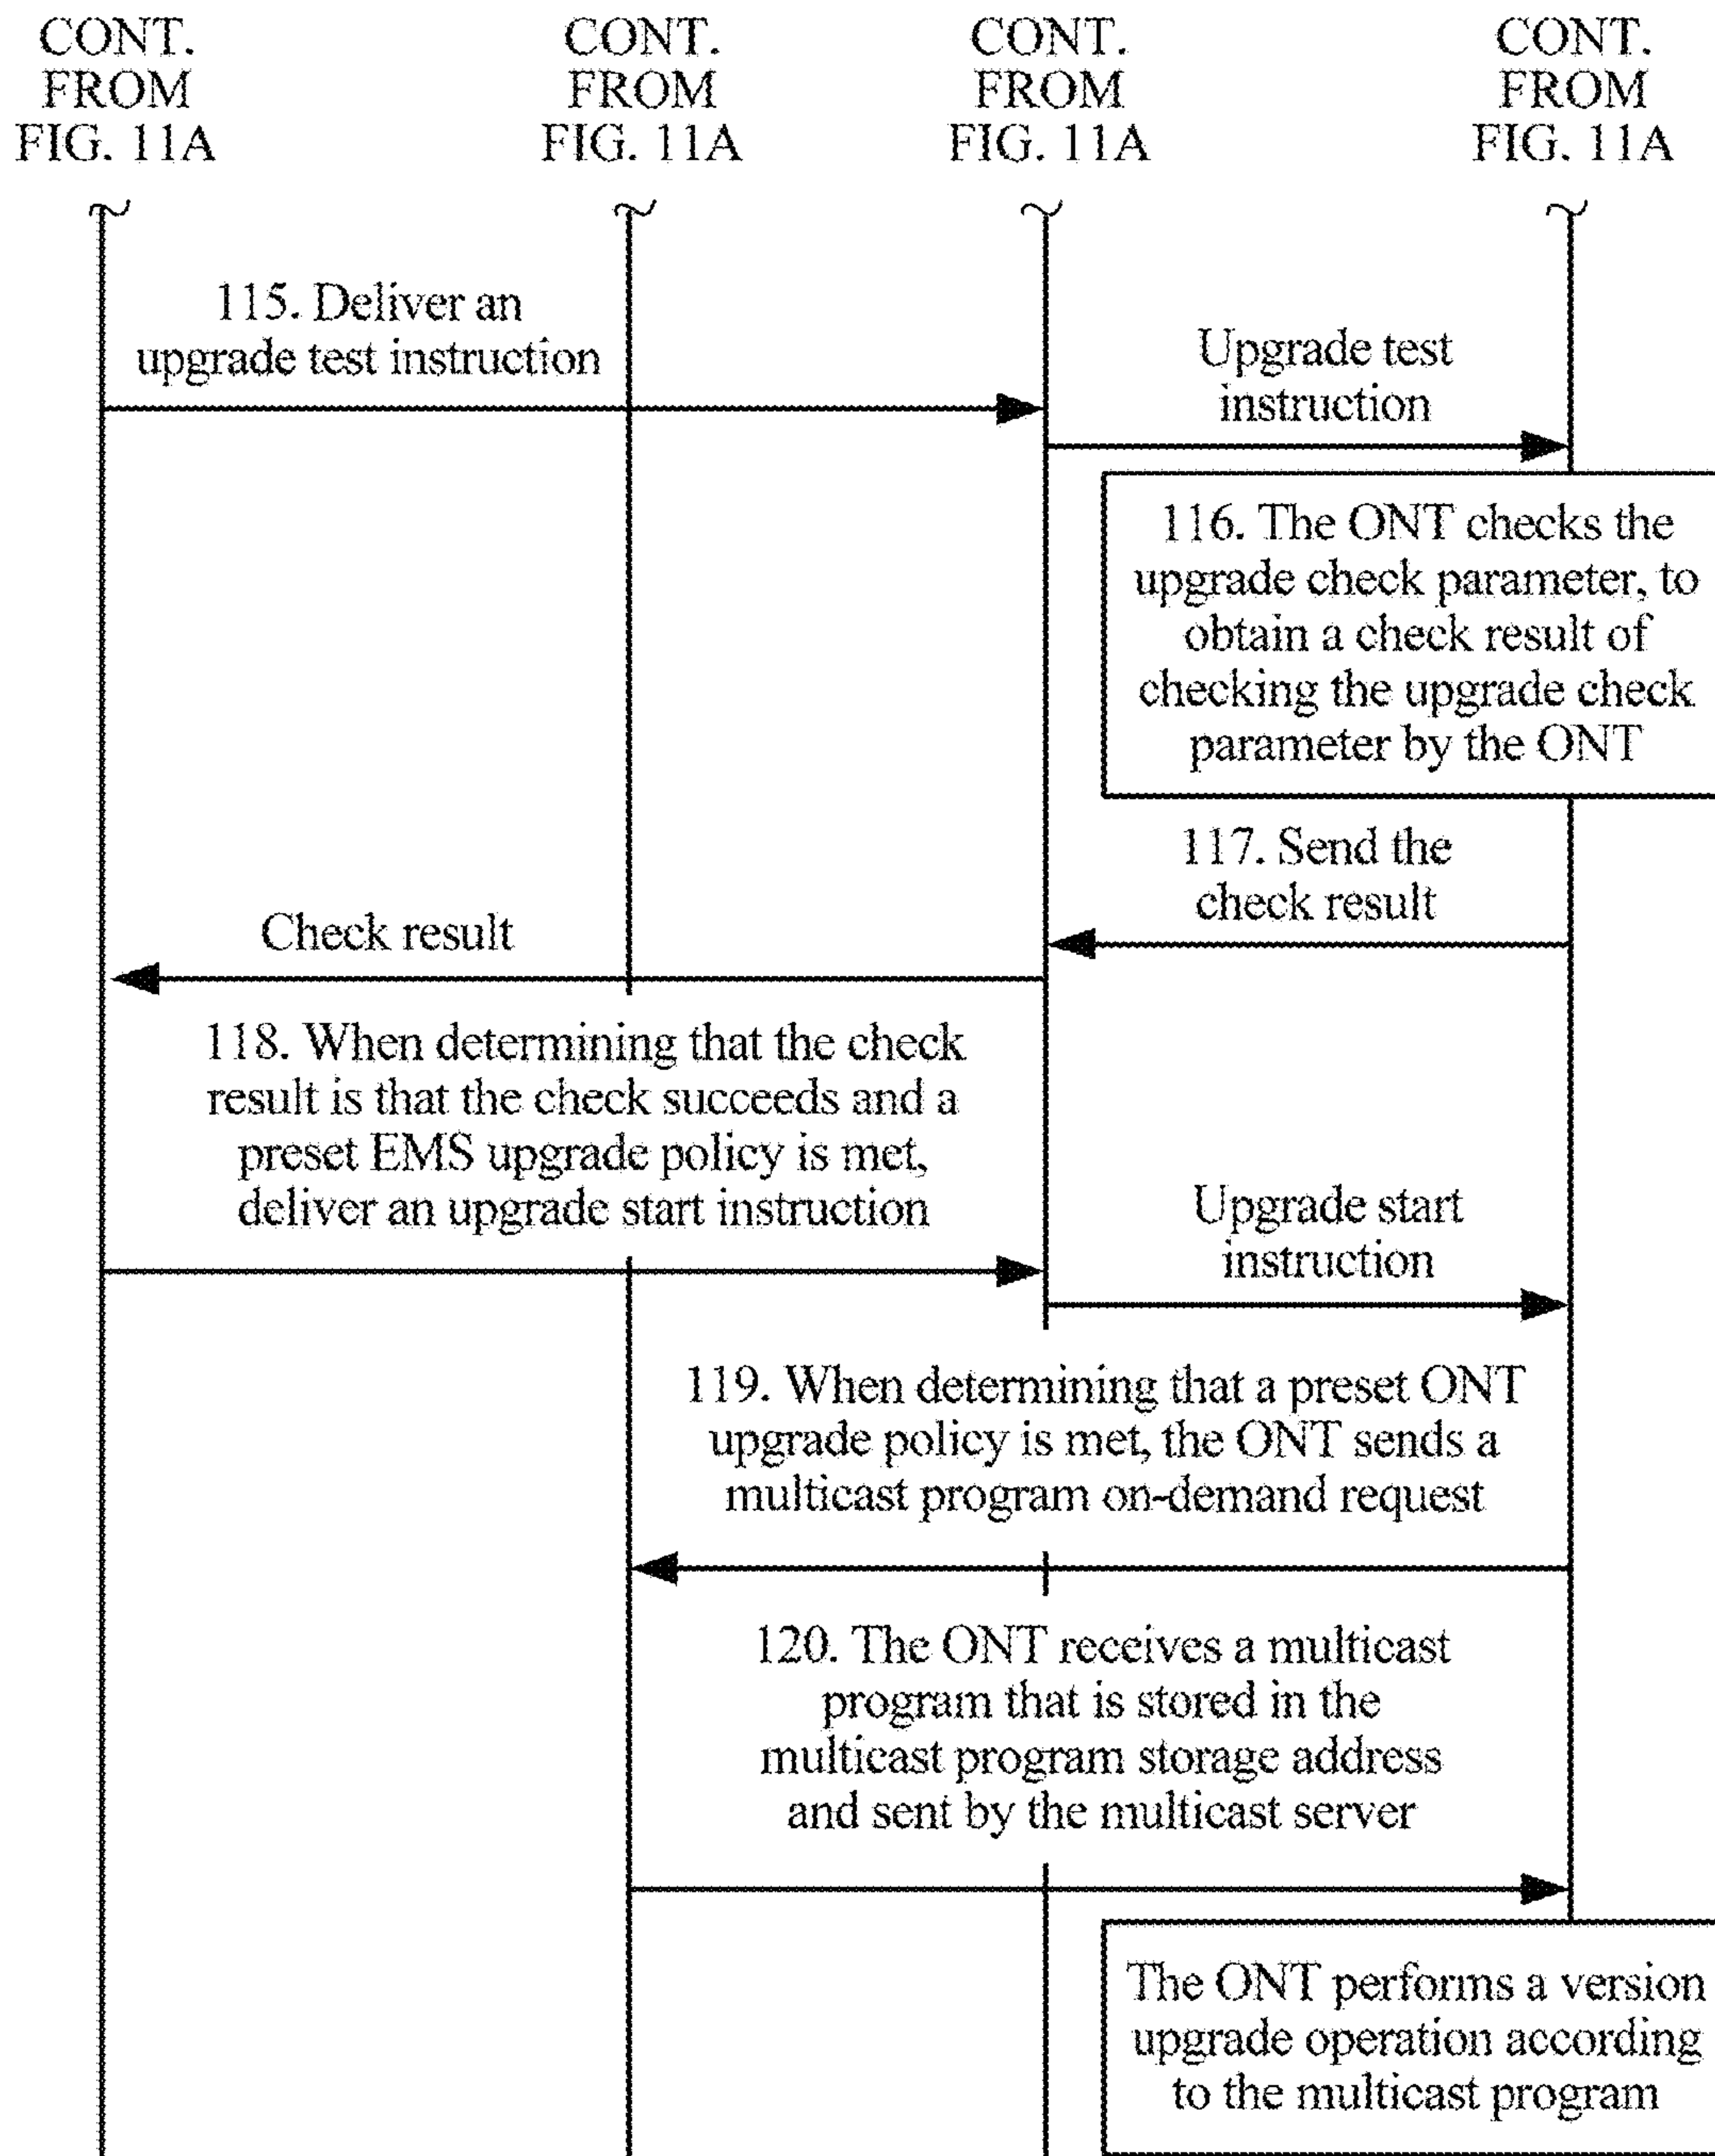 CONT.
FROM
FIG. 11A
CONT.
FROM
FIG. 11A
CONT.
FROM
FIG. 11A
CONT.
FROM
FIG. 11A
115. Deliver an
upgrade test instruction
Upgrade test
instruction
116. The ONT checks the
upgrade check parameter, to
obtain a check result of
checking the upgrade check
parameter by the ONT
117. Send the
check result
Check result
118. When determining that the check
result is that the check succeeds and a
preset EMS upgrade policy is met,
deliver an upgrade start instruction
Upgrade start
instruction
119. When determining that a preset ONT
upgrade policy is met, the ONT sends a
multicast program on-demand request
120. The ONT receives a multicast
program that is stored in the
multicast program storage address
and sent by the multicast server
The ONT performs a version
upgrade operation according
to the multicast program